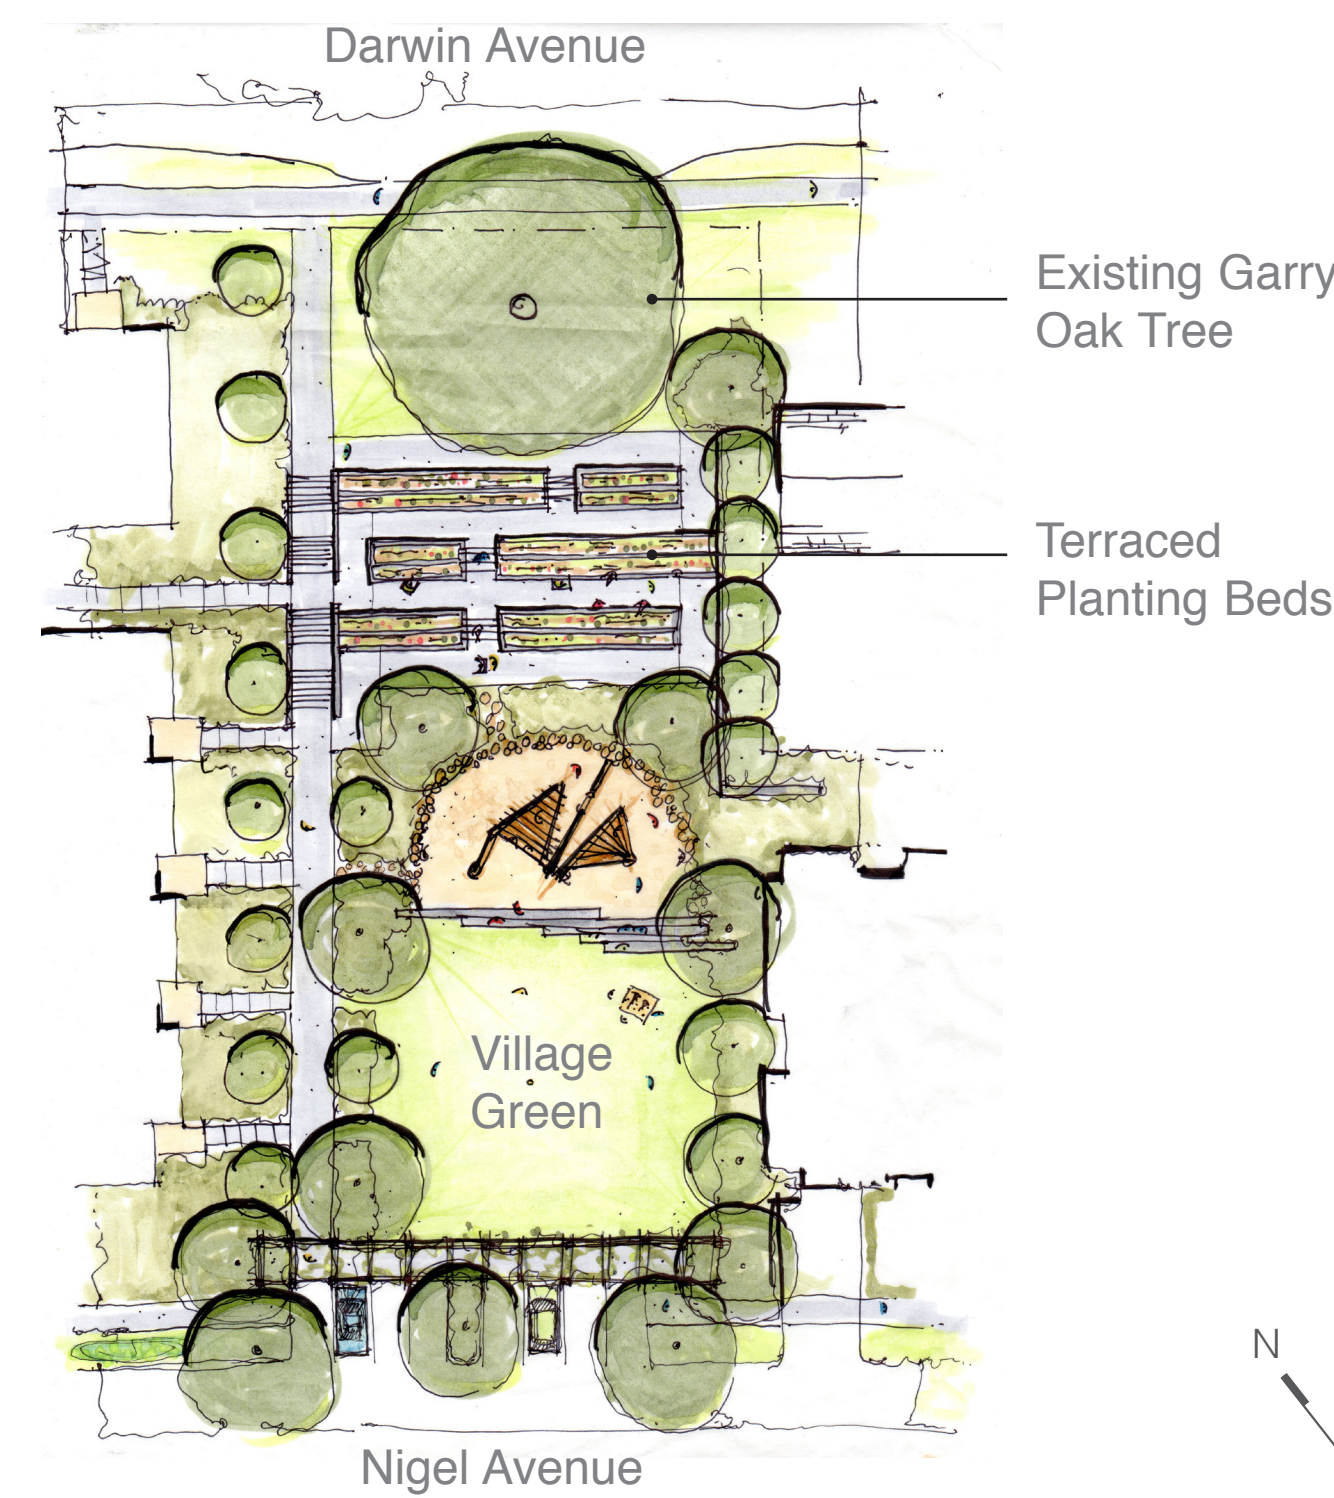 Darwin Avenue
Existing Garry
Oak Tree
Terraced
Planting Beds
Village
Green
N
Nigel Avenue